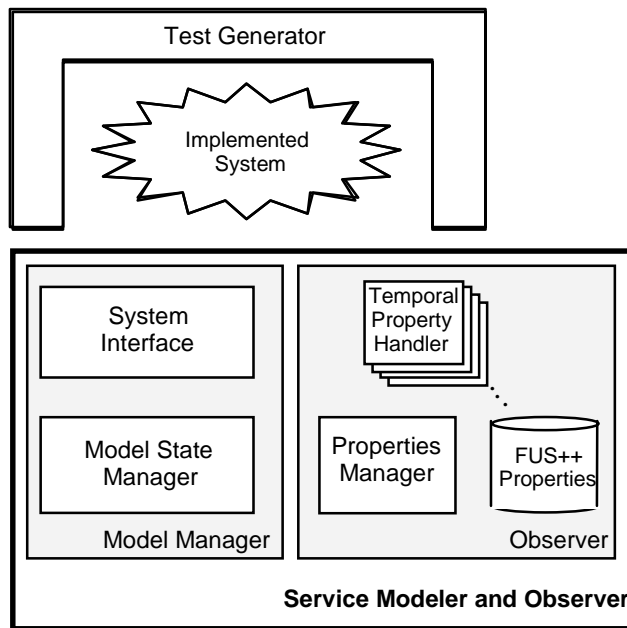 Test Generator
Implemented
System
System
Interface
Model State
Manager
Model Manager
Temporal
Property
Handler
Properties
Manager
FUS++
Properties
Observer
Service Modeler and Observer